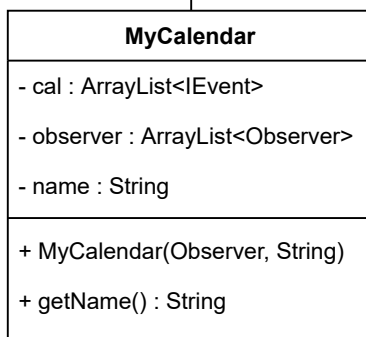 MyCalendar
- cal : ArrayList<IEvent>
- observer : ArrayList<Observer>
- name : String
+ MyCalendar(Observer, String)
+ getName() : String